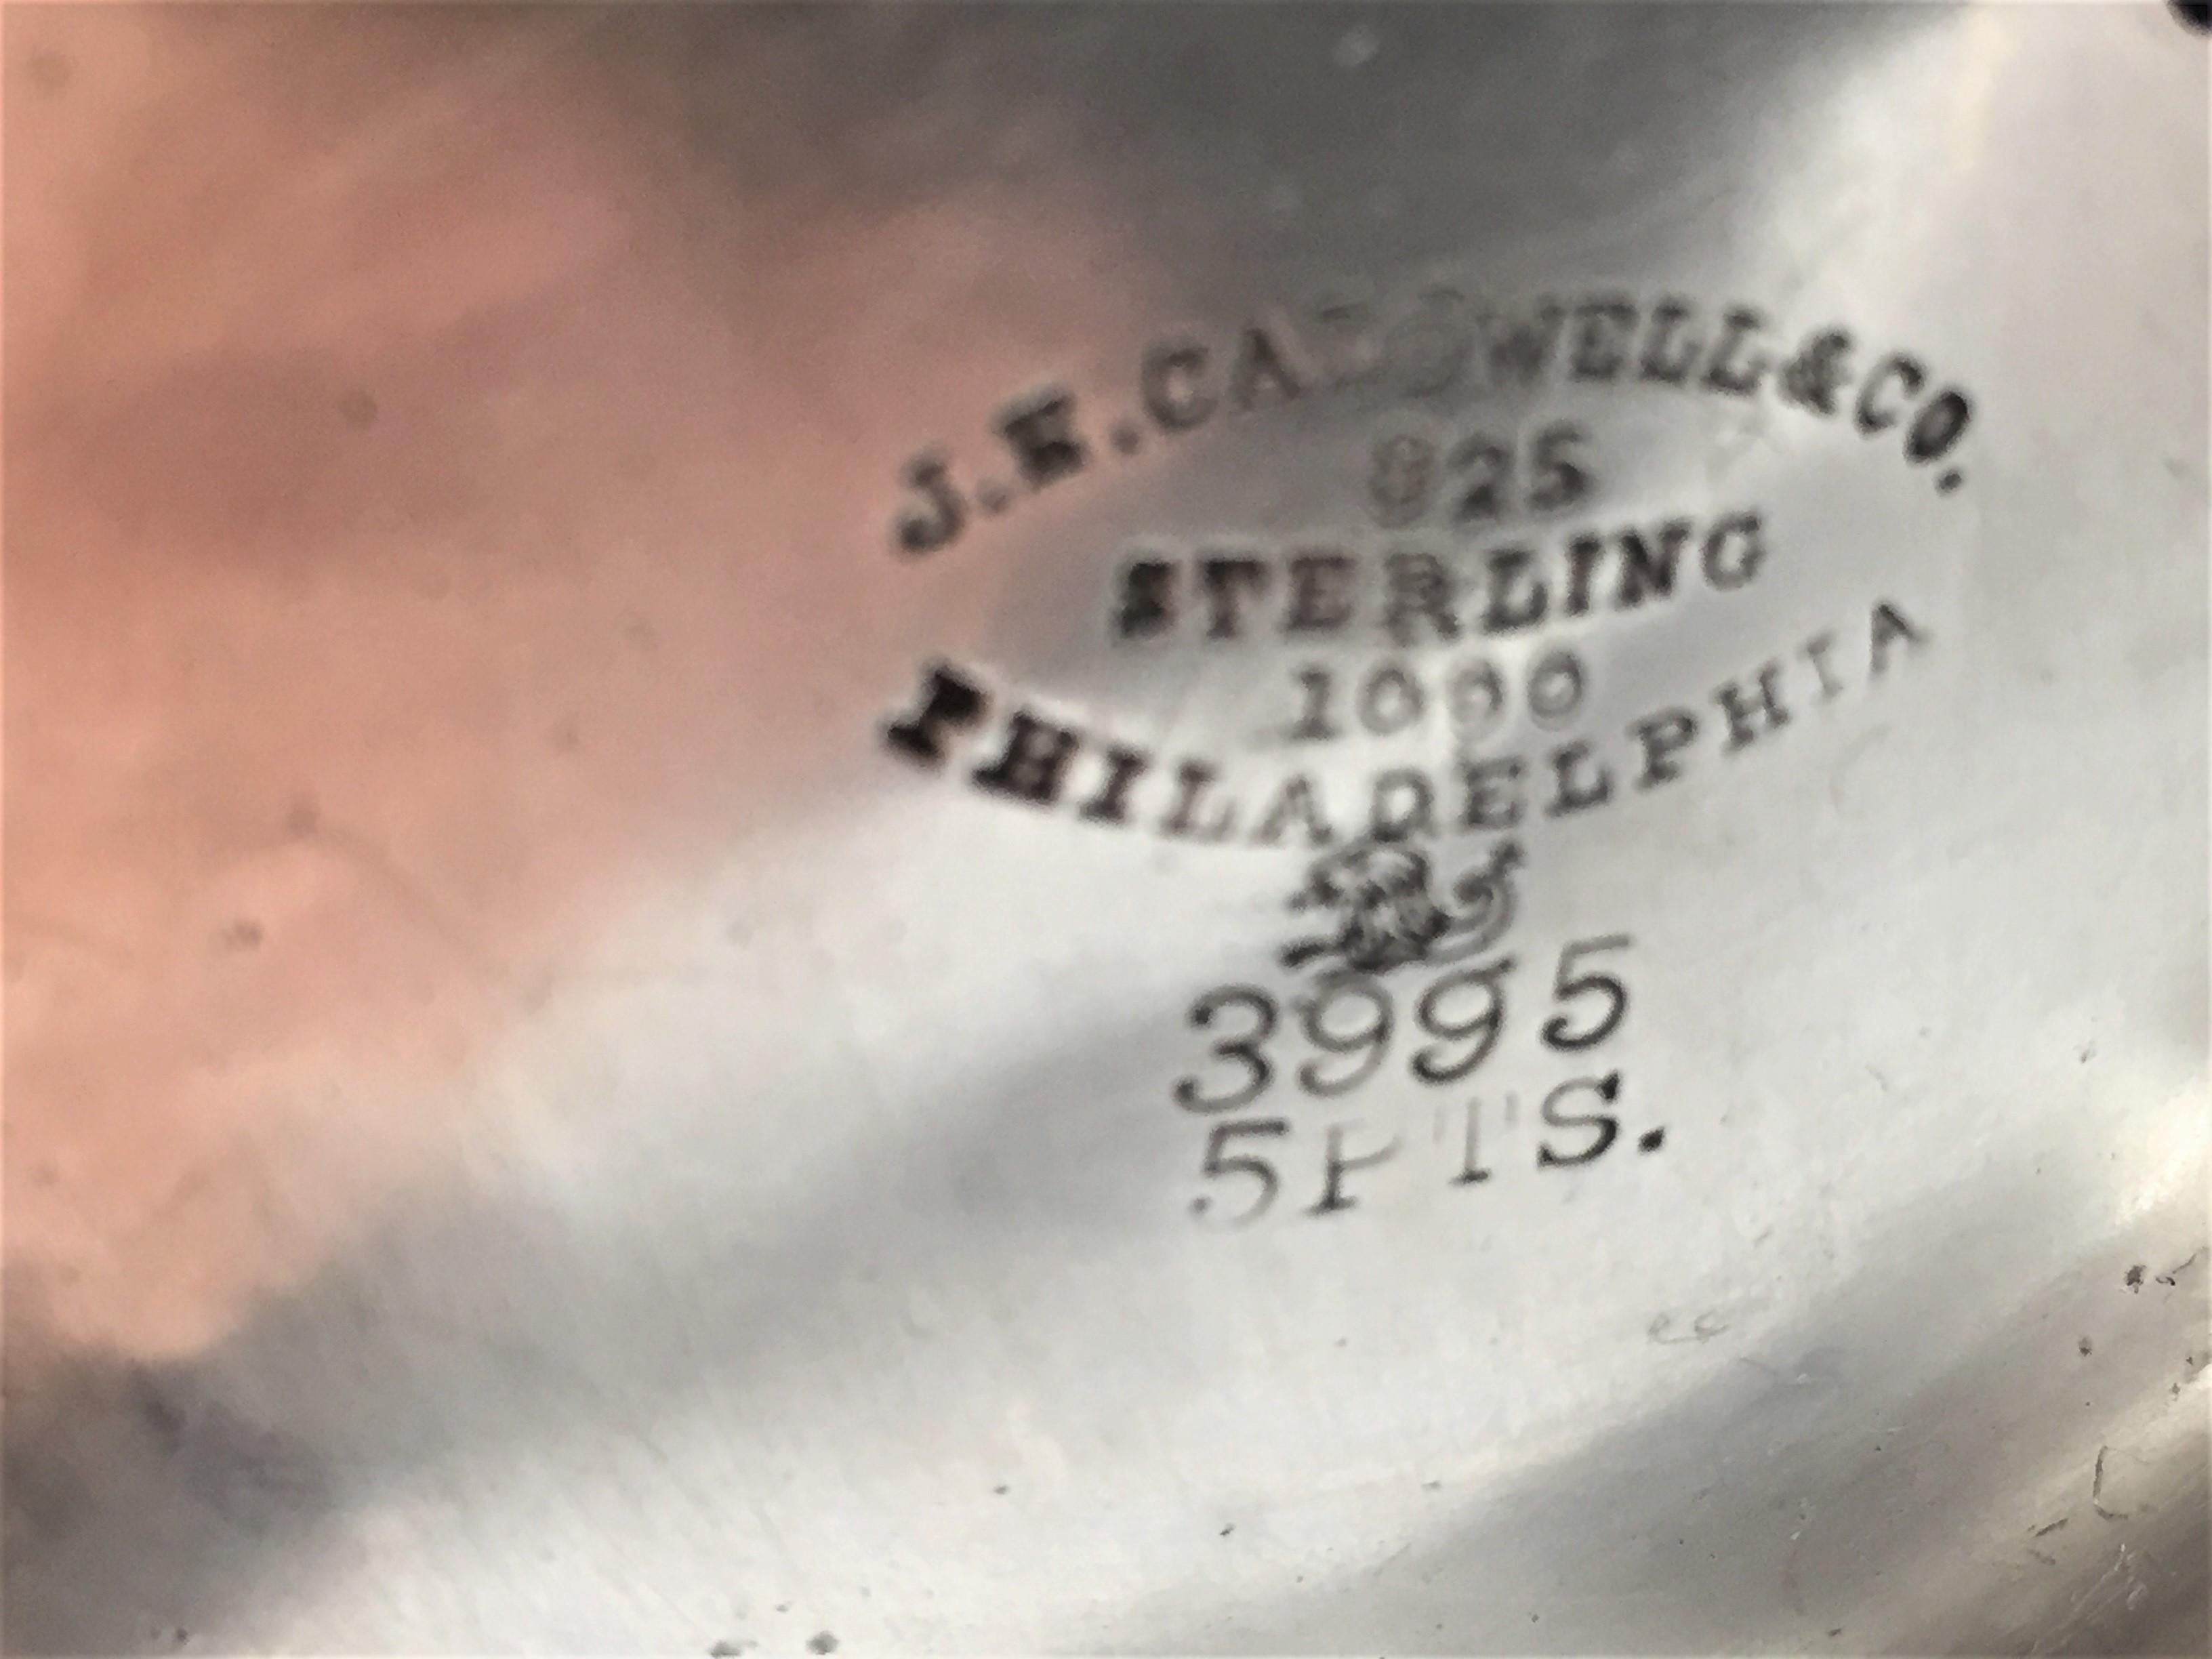 J.E.CALDWELL&CO.
925
STERLING
1000
PHILADELPHIA
3995
5PTS.